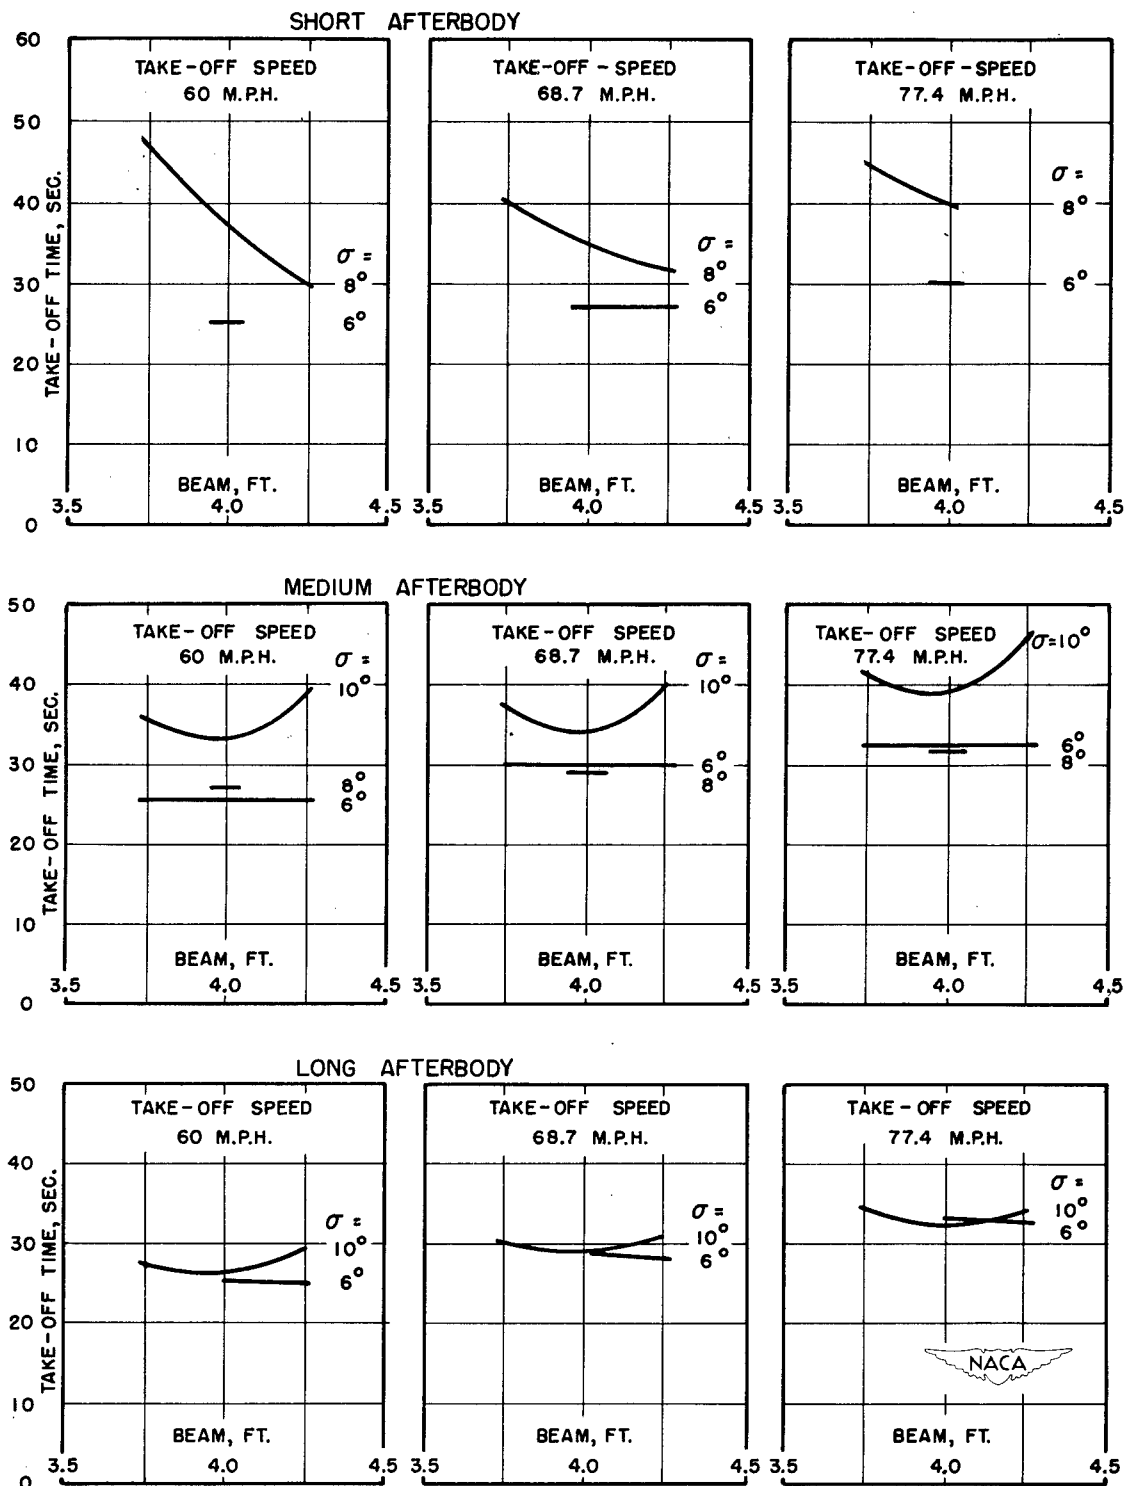 SHORT AFTERBODY
60
50
40
30
20
10
0
TAKE-OFF TIME, SEC.
TAKE-OFF SPEED
60 M.P.H.
σ =
8°
6°
BEAM, FT.
3.5 4.0 4.5
TAKE-OFF-SPEED
68.7 M.P.H.
σ =
8°
6°
BEAM, FT.
3.5 4.0 4.5
TAKE-OFF-SPEED
77.4 M.P.H.
σ =
8°
6°
BEAM, FT.
3.5 4.0 4.5
MEDIUM AFTERBODY
50
40
30
20
10
0
TAKE-OFF TIME, SEC.
TAKE-OFF SPEED
60 M.P.H.
σ =
10°
8°
6°
BEAM, FT.
3.5 4.0 4.5
TAKE-OFF SPEED
68.7 M.P.H.
σ =
10°
6°
8°
BEAM, FT.
3.5 4.0 4.5
TAKE-OFF SPEED
77.4 M.P.H.
σ=10°
6°
8°
BEAM, FT.
3.5 4.0 4.5
LONG AFTERBODY
50
40
30
20
10
0
TAKE-OFF TIME, SEC.
TAKE-OFF SPEED
60 M.P.H.
σ =
10°
6°
BEAM, FT.
3.5 4.0 4.5
TAKE-OFF SPEED
68.7 M.P.H.
σ =
10°
6°
BEAM, FT.
3.5 4.0 4.5
TAKE-OFF SPEED
77.4 M.P.H.
σ =
10°
6°
NACA
BEAM, FT.
3.5 4.0 4.5